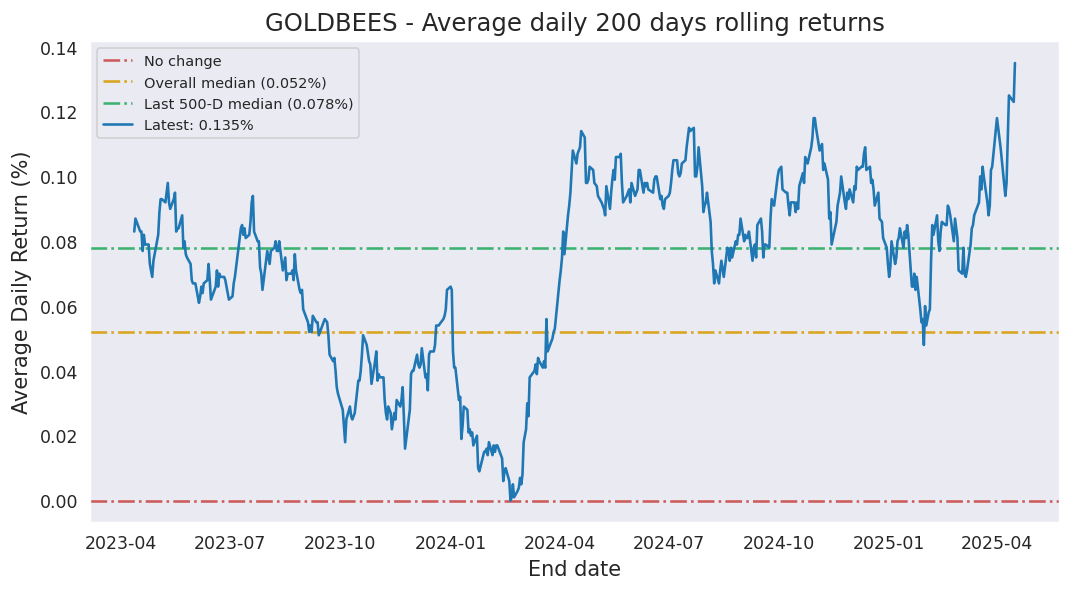 GOLDBEES - Average daily 200 days rolling returns
No change
Overall median (0.052%)
Last 500-D median (0.078%)
Latest: 0.135%
Average Daily Return (%)
0.14
0.12
0.10
0.08
0.06
0.04
0.02
0.00
2023-04 2023-07 2023-10 2024-01 2024-04 2024-07 2024-10 2025-01 2025-04
End date